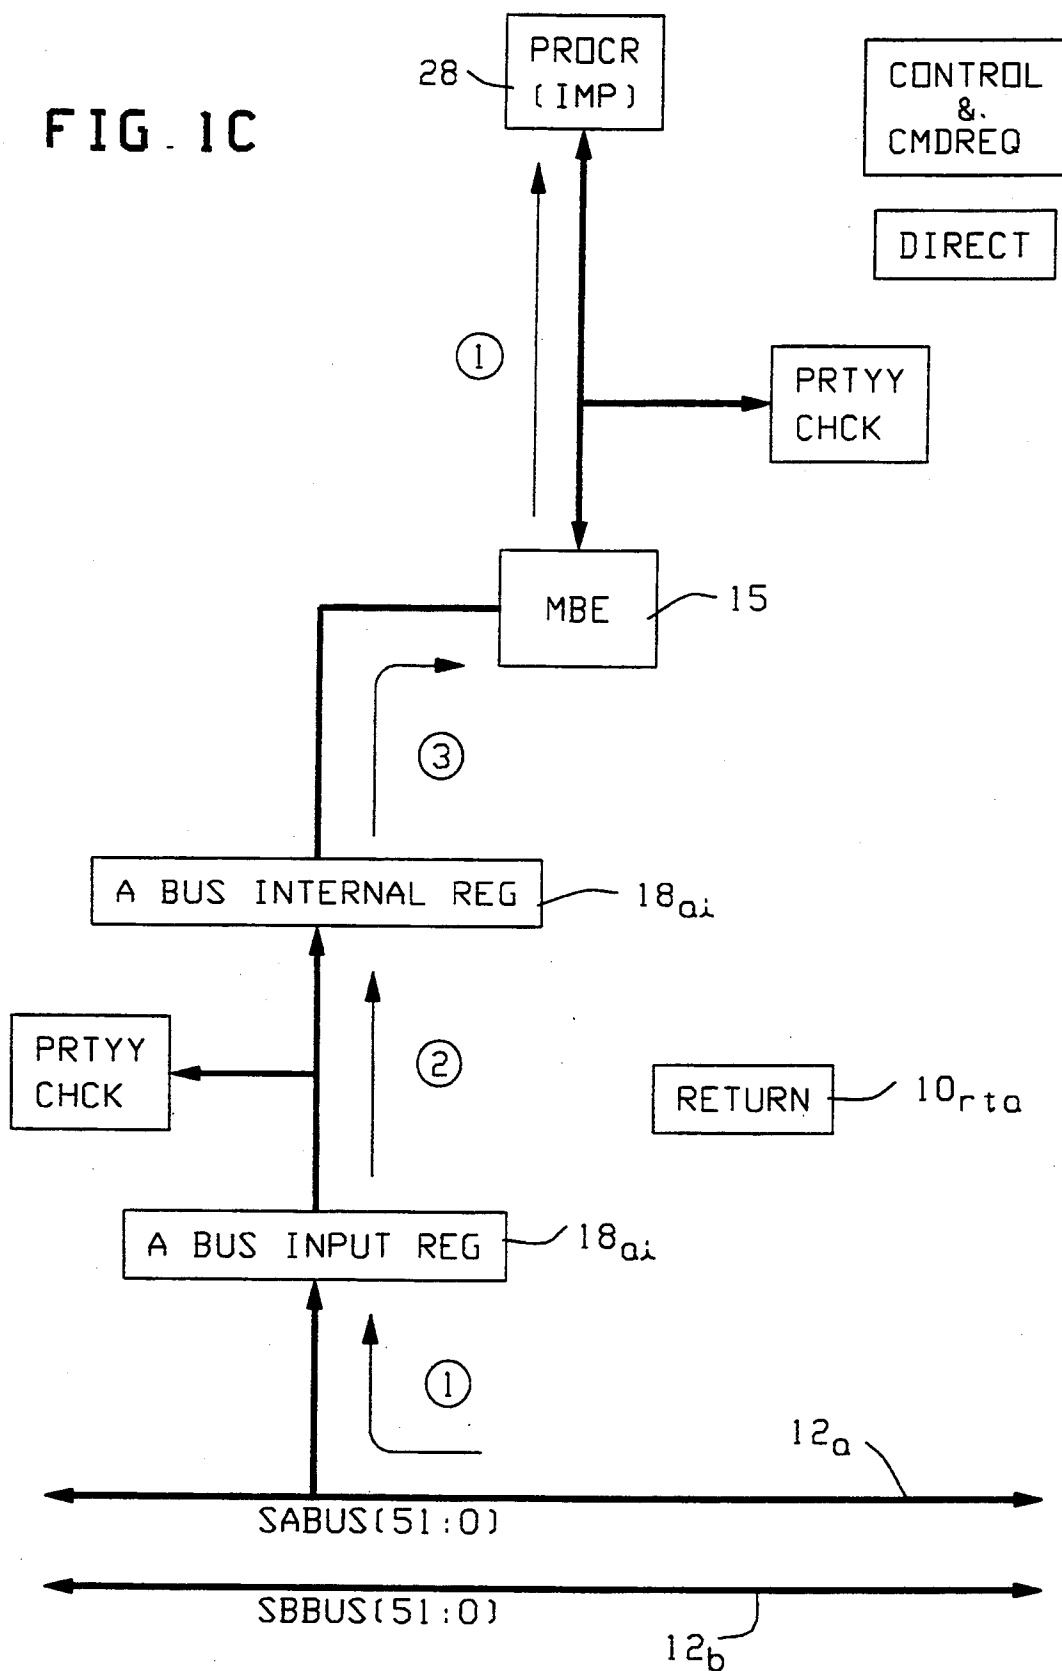 PROCR
(IMP)
28
CONTROL
&.
CMDREQ
FIG. 1C
DIRECT
1
PRTYY
CHCK
MBE
15
3
A BUS INTERNAL REG
18ai
PRTYY
CHCK
2
RETURN
10rta
A BUS INPUT REG
18ai
1
12a
SABUS(51:0)
SBBUS(51:0)
12b